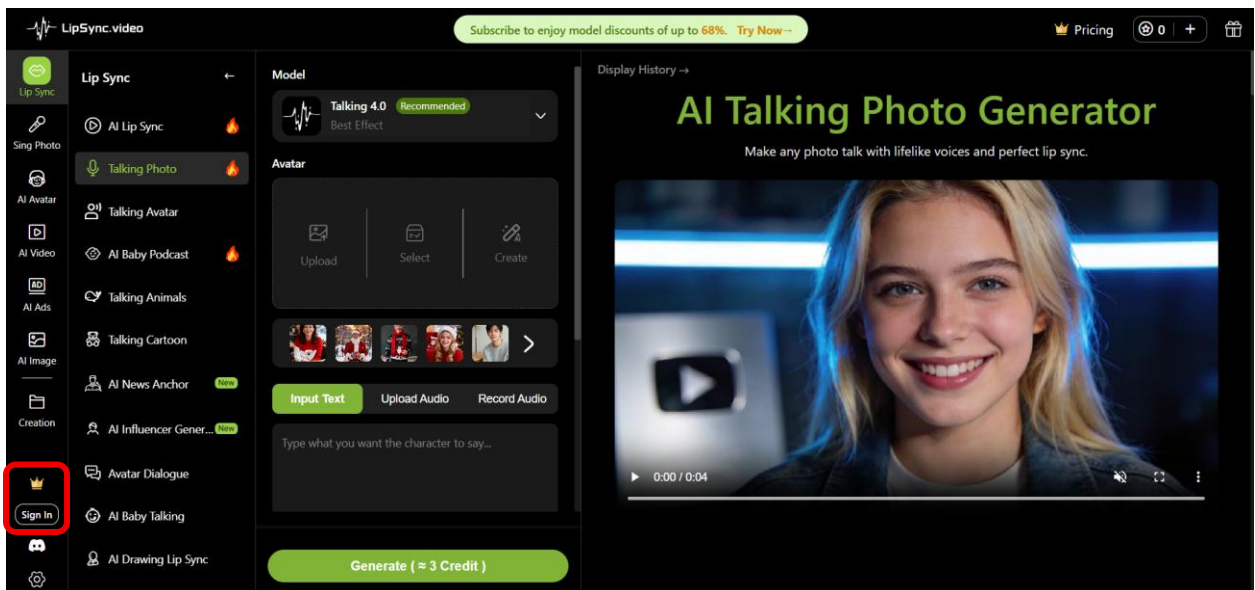 LipSync.video
Subscribe to enjoy model discounts of up to 68%. Try Now→
Pricing
0 | +
Lip Sync
Sing Photo
AI Avatar
AI Video
AD
AI Ads
AI Image
Creation
Sign In
Lip Sync ←
AI Lip Sync
Talking Photo
Talking Avatar
AI Baby Podcast
Talking Animals
Talking Cartoon
AI News Anchor New
AI Influencer Gener... New
Avatar Dialogue
AI Baby Talking
AI Drawing Lip Sync
Model
Talking 4.0 Recommended
Best Effect
Avatar
Upload Select Create
Input Text Upload Audio Record Audio
Type what you want the character to say...
Generate ( ≈ 3 Credit )
Display History →
AI Talking Photo Generator
Make any photo talk with lifelike voices and perfect lip sync.
0:00 / 0:04